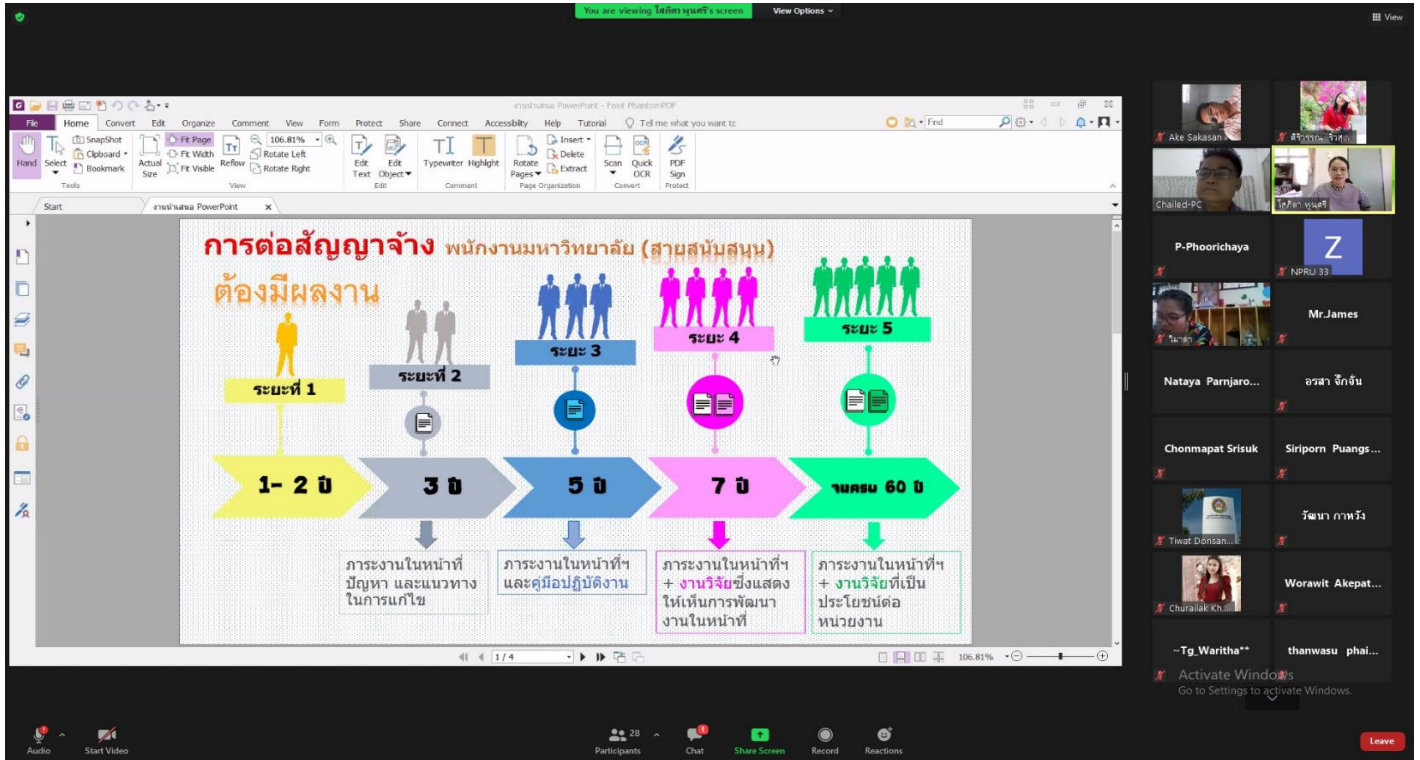 You are viewing โสภิตา พูนศรี's screen
View Options
View
งานนำเสนอ PowerPoint - Foxit PhantomPDF
File Home Convert Edit Organize Comment View Form Protect Share Connect Accessiblity Help Tutorial Tell me what you want to
Find
Hand
Select
SnapShot
Clipboard
Bookmark
Tools
Actual Size
Fit Page
Fit Width
Fit Visible
Reflow
106.81%
Rotate Left
Rotate Right
View
Edit Text
Edit Object
Edit
Typewriter
Highlight
Comment
Rotate Pages
Insert
Delete
Extract
Page Organization
Scan
Quick OCR
Convert
PDF Sign
Protect
Start
งานนำเสนอ PowerPoint
การต่อสัญญาจ้าง พนักงานมหาวิทยาลัย (สายสนับสนุน)
ต้องมีผลงาน
ระยะที่ 1
ระยะที่ 2
ระยะ 3
ระยะ 4
ระยะ 5
1- 2 ปี
3 ปี
5 ปี
7 ปี
จนครบ 60 ปี
ภาระงานในหน้าที่
ปัญหา และแนวทาง
ในการแก้ไข
ภาระงานในหน้าที่ฯ
และคู่มือปฏิบัติงาน
ภาระงานในหน้าที่ฯ
+ งานวิจัยซึ่งแสดง
ให้เห็นการพัฒนา
งานในหน้าที่
ภาระงานในหน้าที่ฯ
+ งานวิจัยที่เป็น
ประโยชน์ต่อ
หน่วยงาน
1 / 4
106.81%
Ake Sakasan
Chailed-PC
โสภิตา พูนศรี
P-Phoorichaya
Z
NPRU 33
วิมาดา
Mr.James
Nataya Parnjaro...
อรสา จึกจัน
Chonmapat Srisuk
Siriporn Puangs...
Tiwat Donsan...
วัฒนา กาหวัง
Churailak Kh...
Worawit Akepat...
~Tg_Waritha**
thanwasu phai...
Activate Windows
Go to Settings to activate Windows.
Audio
Start Video
28
Participants
1
Chat
Share Screen
Record
Reactions
Leave